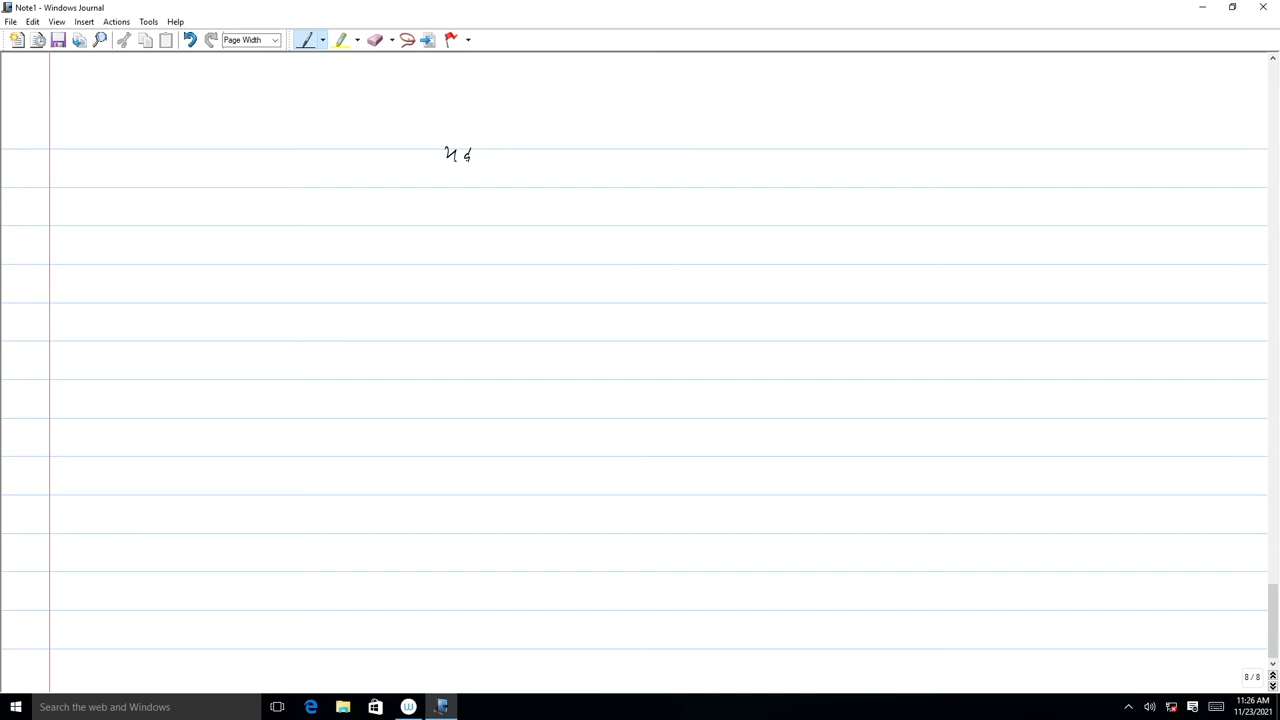 Note1 - Windows Journal
File Edit View Insert Actions Tools Help
Page Width
8 / 8
Search the web and Windows
11:26 AM
11/23/2021